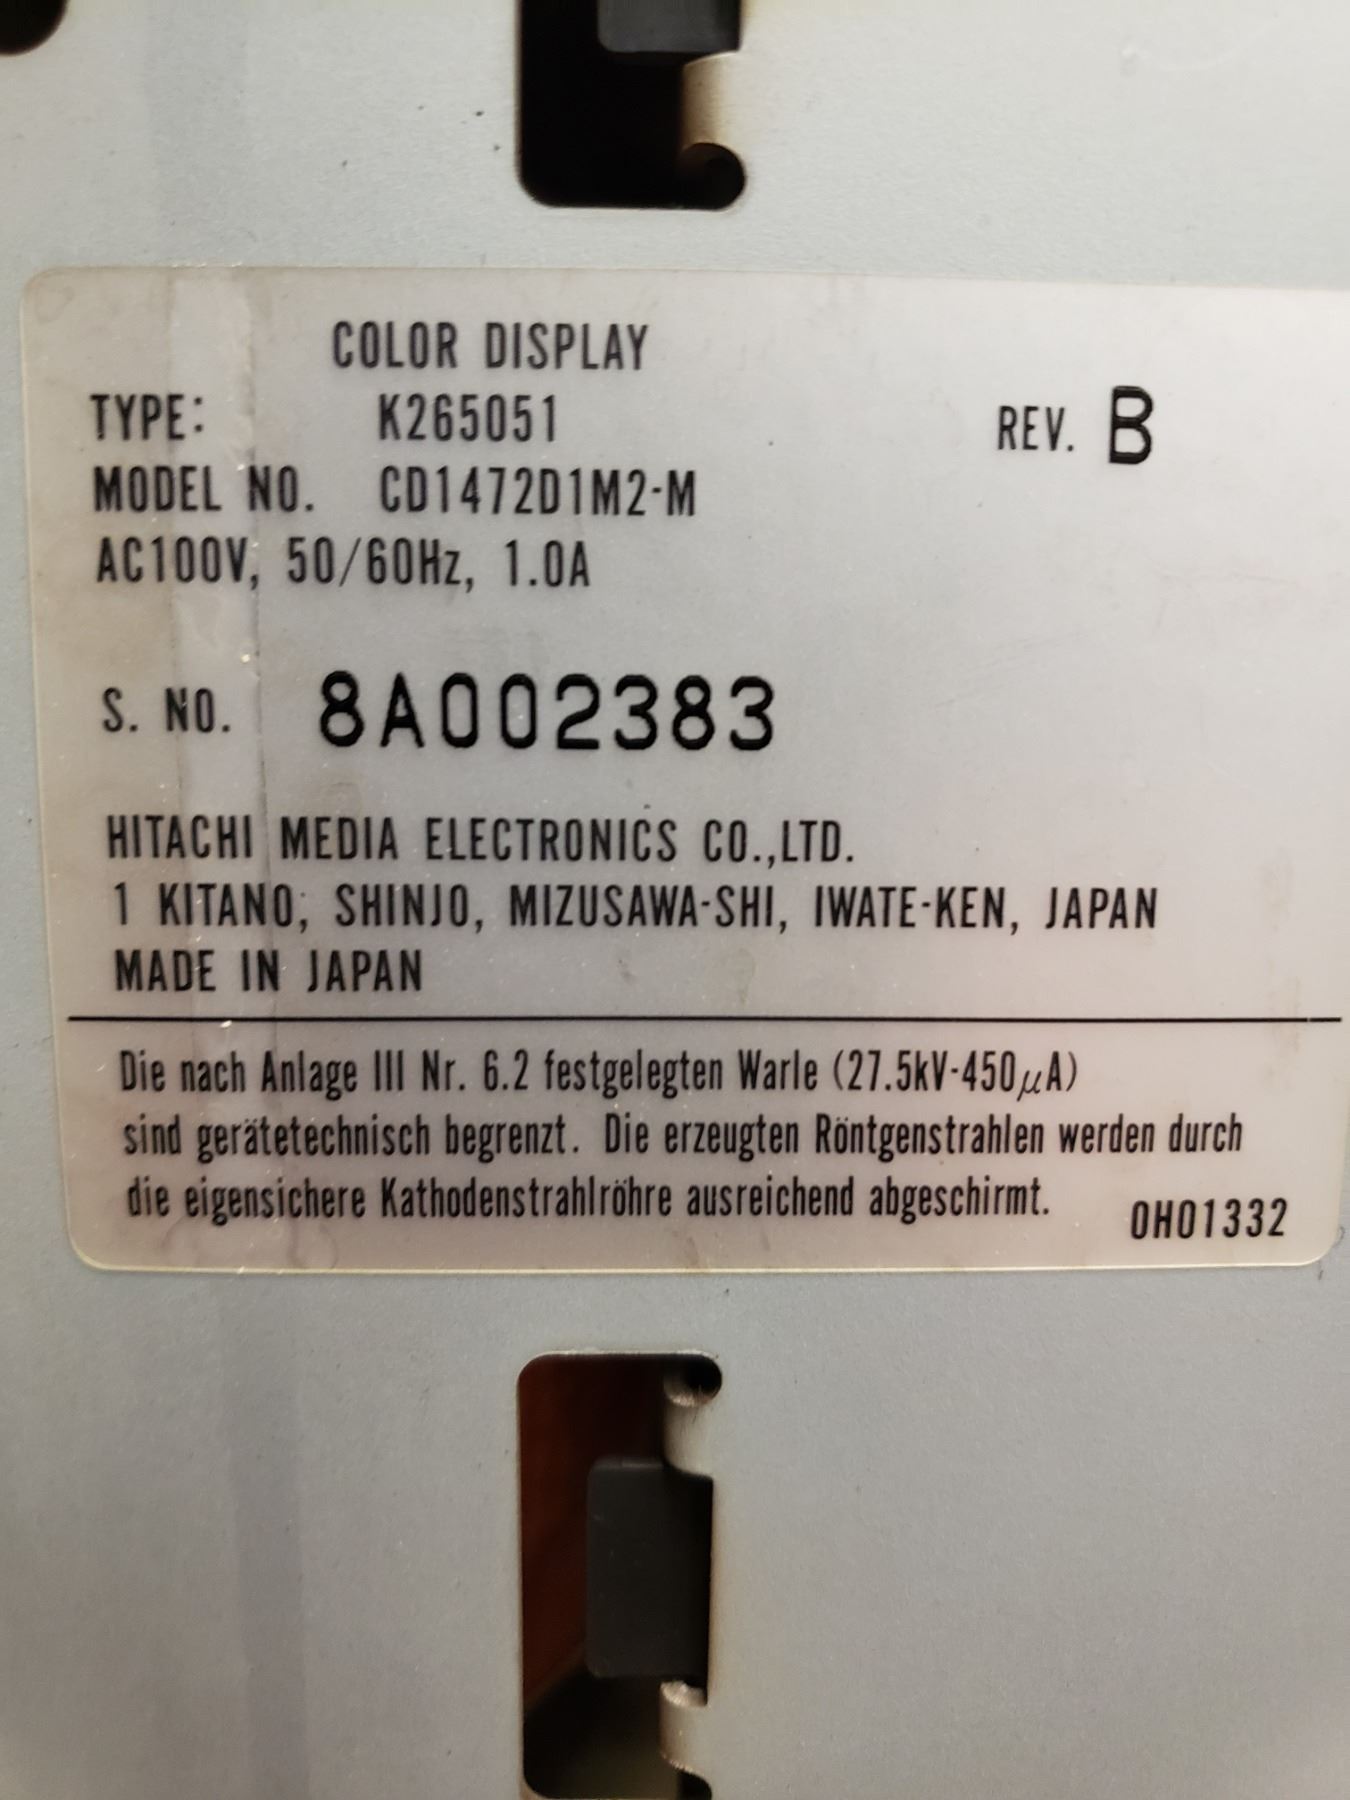 COLOR DISPLAY
TYPE: K265051 REV. B
MODEL NO. CD1472D1M2-M
AC100V, 50/60Hz, 1.0A
S. NO. 8A002383
HITACHI MEDIA ELECTRONICS CO.,LTD.
1 KITANO, SHINJO, MIZUSAWA-SHI, IWATE-KEN, JAPAN
MADE IN JAPAN
Die nach Anlage III Nr. 6.2 festgelegten Warle (27.5kV-450μA)
sind gerätetechnisch begrenzt. Die erzeugten Röntgenstrahlen werden durch
die eigensichere Kathodenstrahlröhre ausreichend abgeschirmt.
0H01332